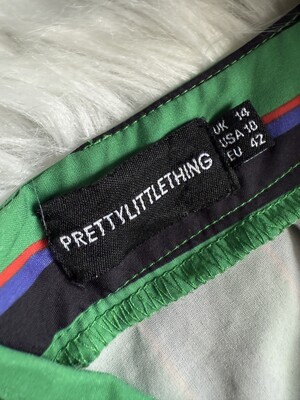 PRETTYLITTLETHING
UK 14
USA 10
EU 42